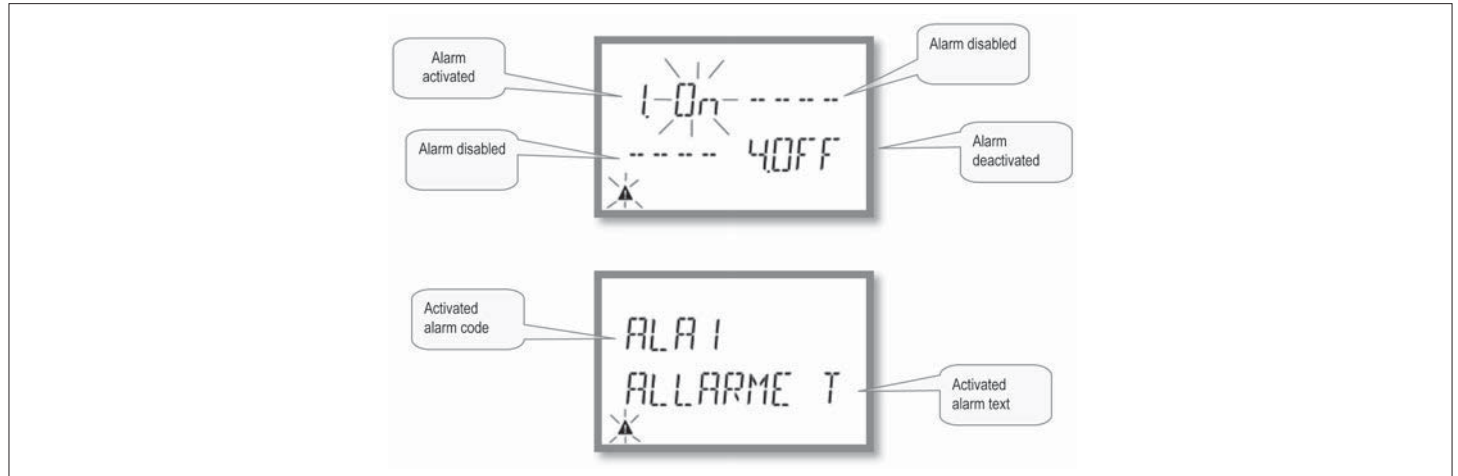 Alarm
activated
Alarm disabled
1. On ----
Alarm disabled
---- 4.OFF
Alarm
deactivated
Activated
alarm code
ALA1
ALLARME T
Activated
alarm text